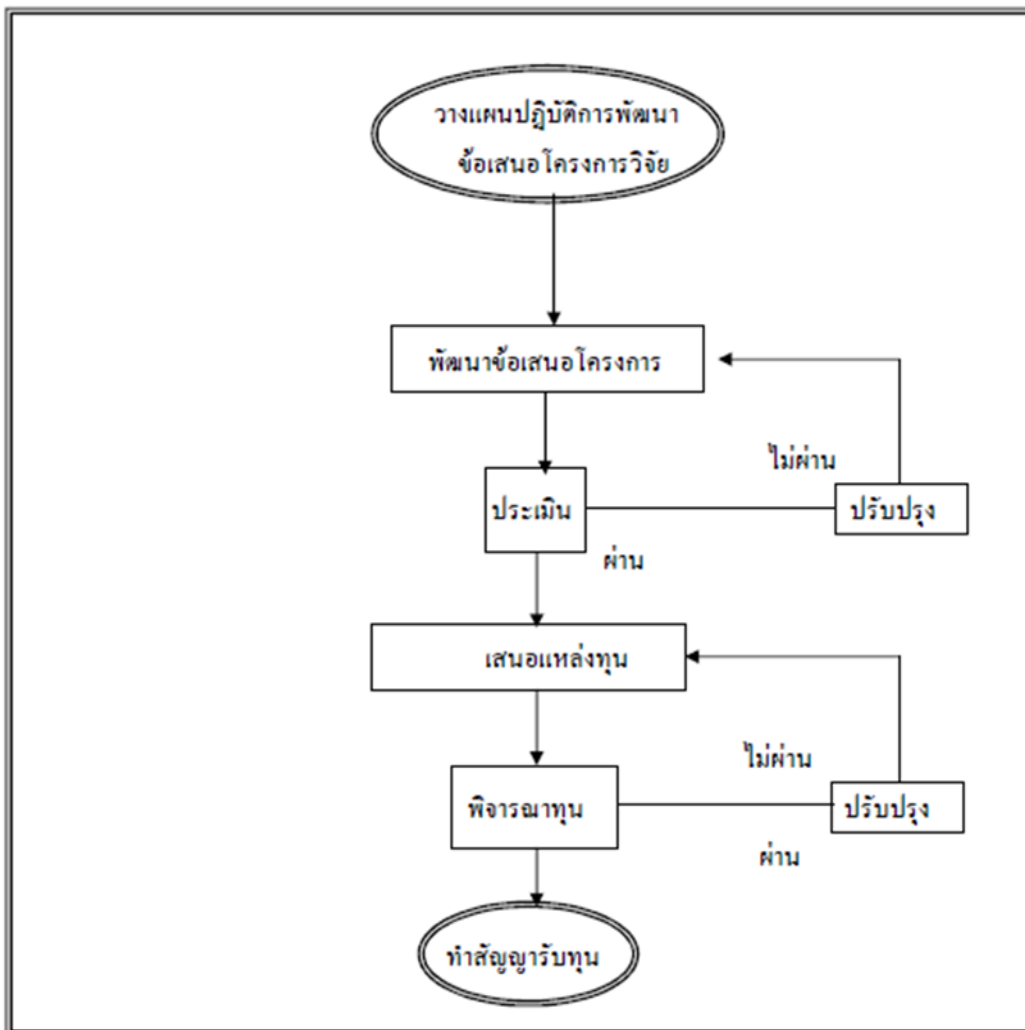 วางแผนปฏิบัติการพัฒนา
ข้อเสนอโครงการวิจัย
พัฒนาข้อเสนอโครงการ
ไม่ผ่าน
ประเมิน
ปรับปรุง
ผ่าน
เสนอแหล่งทุน
ไม่ผ่าน
พิจารณาทุน
ปรับปรุง
ผ่าน
ทำสัญญารับทุน